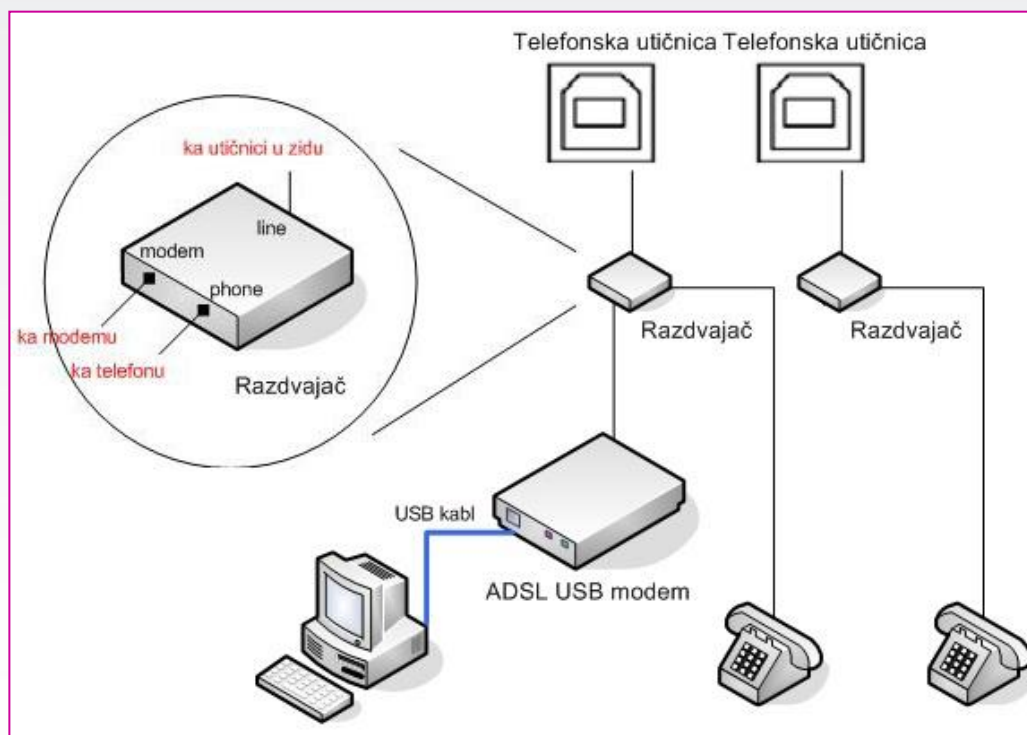 Telefonska utičnica Telefonska utičnica
ka utičnici u zidu
line
modem
phone
ka modemu
ka telefonu
Razdvajač
Razdvajač
Razdvajač
USB kabl
ADSL USB modem